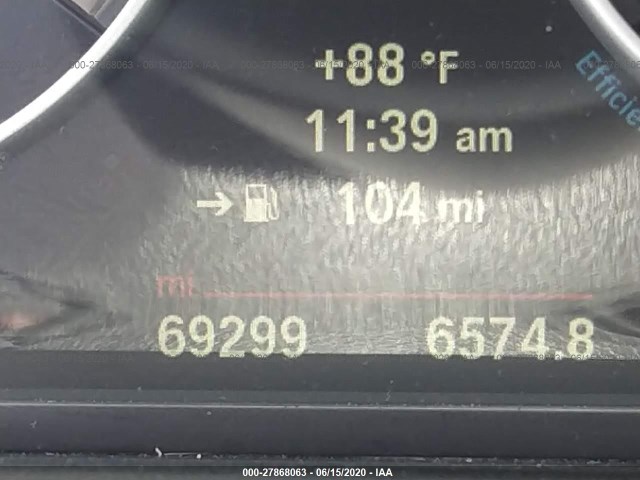 000-27868063 - 06/15/2020 - IAA
+88 °F
Efficie
11:39 am
→ 104 mi
mi
69299 6574.8
000-27868063 - 06/15/2020 - IAA